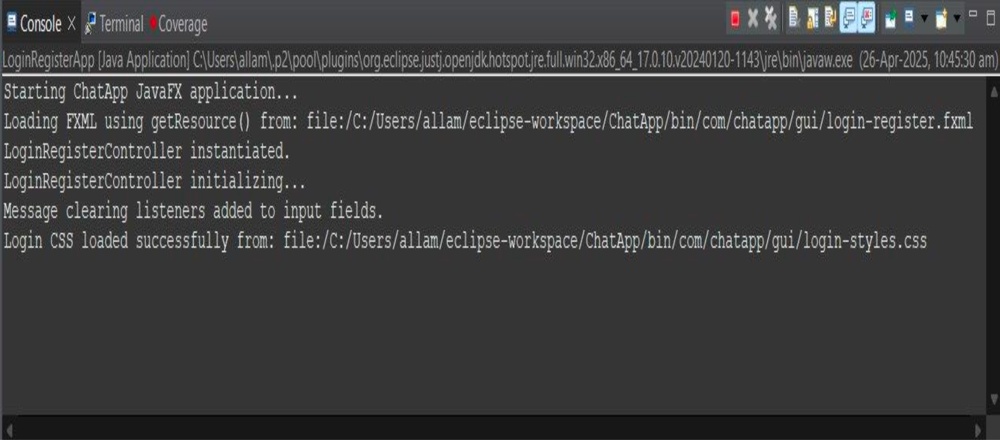 Console Terminal Coverage
LoginRegisterApp [Java Application] C:\Users\allam\.p2\pool\plugins\org.eclipse.justj.openjdk.hotspot.jre.full.win32.x86_64_17.0.10.v20240120-1143\jre\bin\javaw.exe (26-Apr-2025, 10:45:30 am)
Starting ChatApp JavaFX application...
Loading FXML using getResource() from: file:/C:/Users/allam/eclipse-workspace/ChatApp/bin/com/chatapp/gui/login-register.fxml
LoginRegisterController instantiated.
LoginRegisterController initializing...
Message clearing listeners added to input fields.
Login CSS loaded successfully from: file:/C:/Users/allam/eclipse-workspace/ChatApp/bin/com/chatapp/gui/login-styles.css